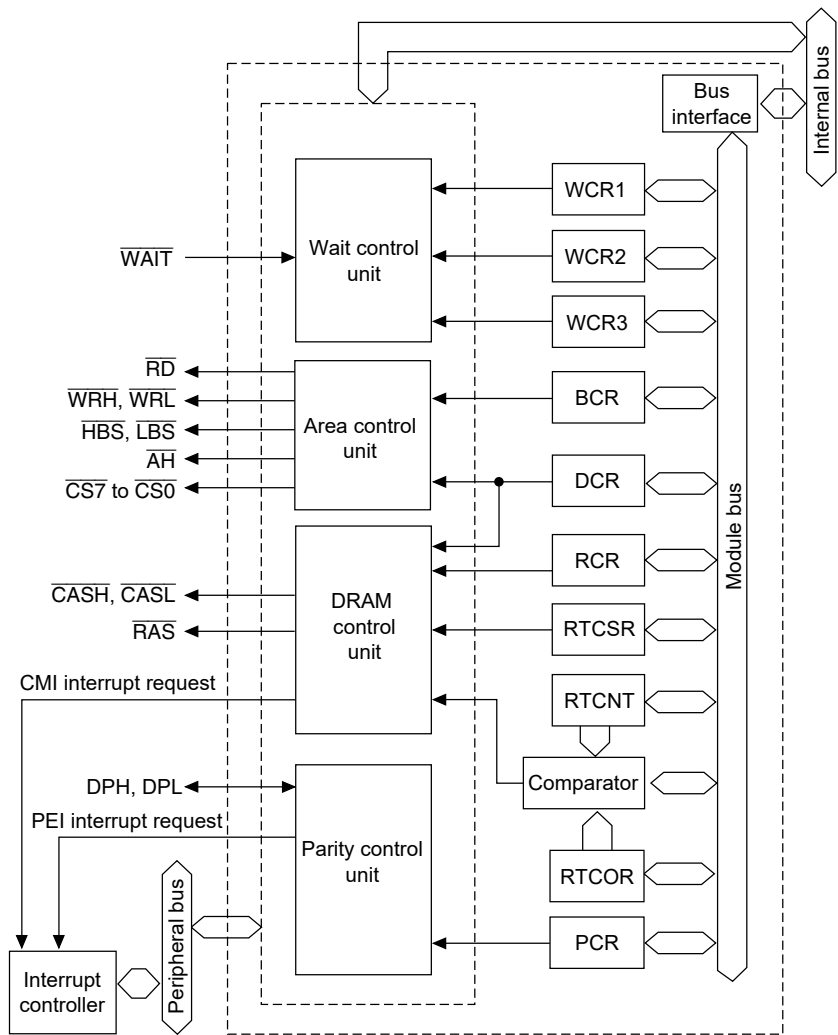 Internal bus
Bus
interface
WCR1
WAIT
Wait control
unit
WCR2
WCR3
RD
WRH, WRL
HBS, LBS
AH
CS7 to CS0
Area control
unit
BCR
DCR
Module bus
RCR
CASH, CASL
RAS
DRAM
control
unit
RTCSR
CMI interrupt request
RTCNT
Comparator
DPH, DPL
PEI interrupt request
Parity control
unit
RTCOR
PCR
Peripheral bus
Interrupt
controller